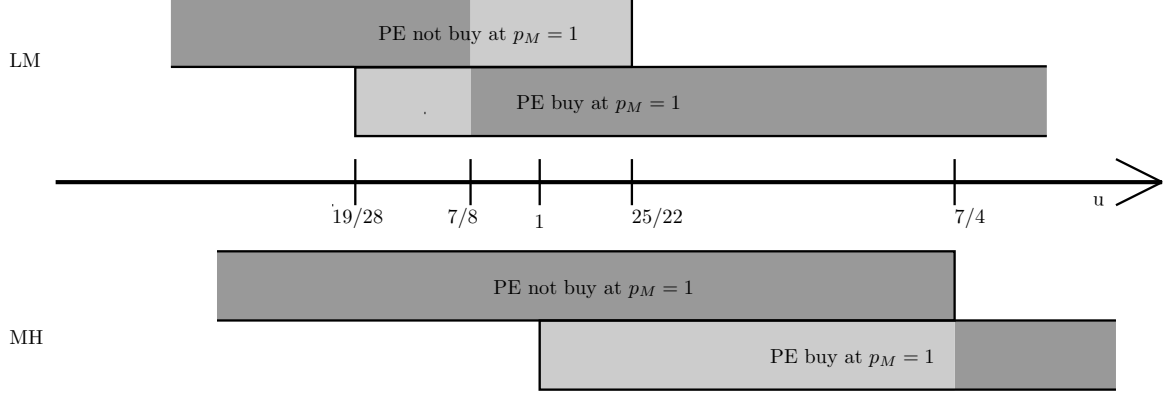 PE not buy at p_M = 1
LM
PE buy at p_M = 1
u
19/28 7/8 1 25/22 7/4
PE not buy at p_M = 1
MH
PE buy at p_M = 1